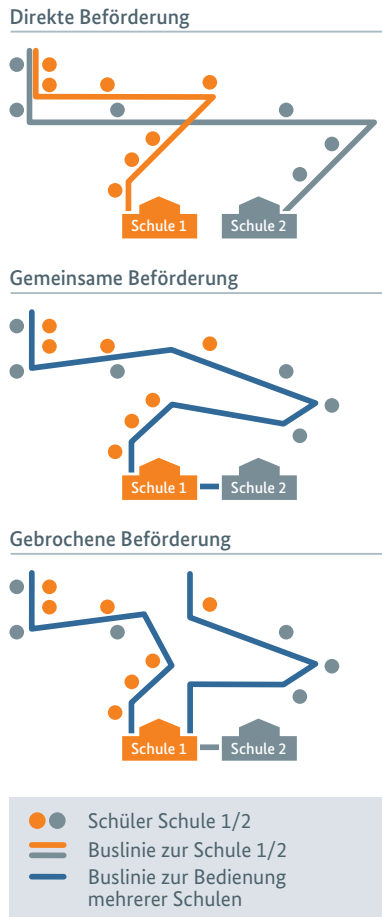 Direkte Beförderung
Schule 1
Schule 2
Gemeinsame Beförderung
Schule 1
Schule 2
Gebrochene Beförderung
Schule 1
Schule 2
Schüler Schule 1/2
Buslinie zur Schule 1/2
Buslinie zur Bedienung
mehrerer Schulen